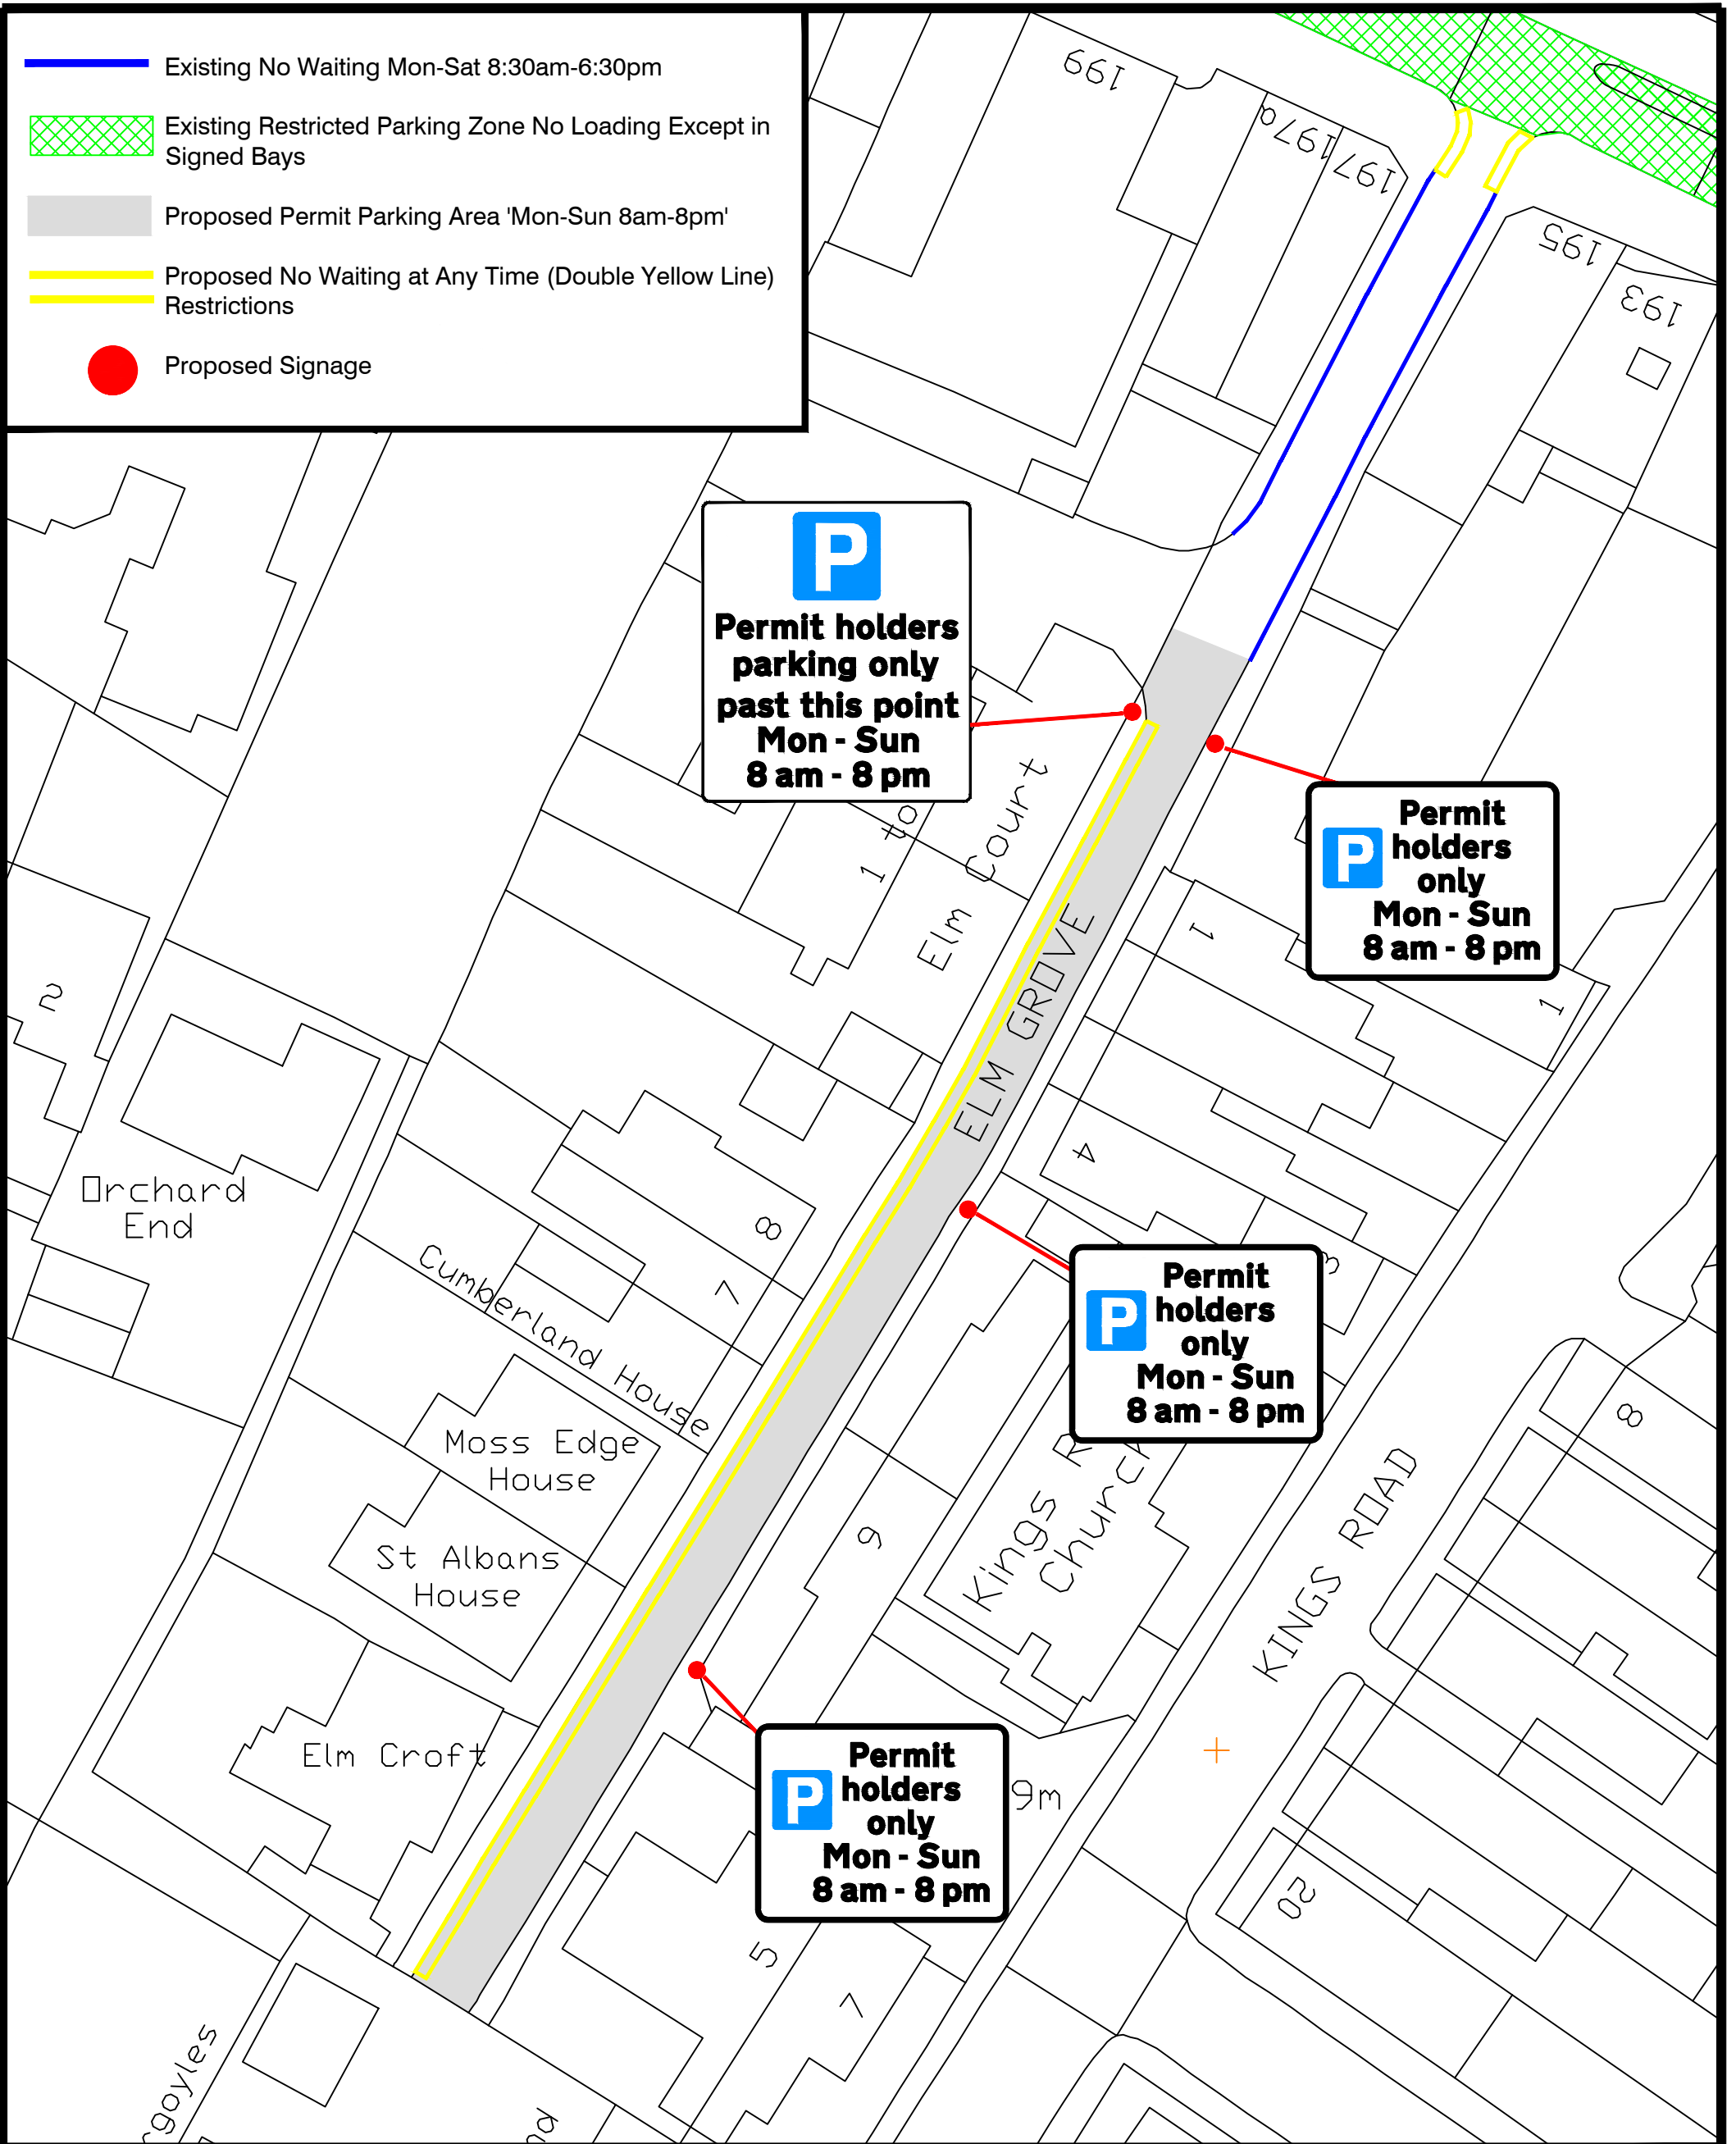 Existing No Waiting Mon-Sat 8:30am-6:30pm
Existing Restricted Parking Zone No Loading Except in
Signed Bays
Proposed Permit Parking Area 'Mon-Sun 8am-8pm'
Proposed No Waiting at Any Time (Double Yellow Line)
Restrictions
Proposed Signage
199
197a
197
195
193
P
Permit holders
parking only
past this point
Mon - Sun
8 am - 8 pm
1 to
Elm Court
P
Permit
holders
only
Mon - Sun
8 am - 8 pm
ELM GROVE
1
1
2
4
3
Orchard
End
8
7
Cumberland House
P
Permit
holders
only
Mon - Sun
8 am - 8 pm
Moss Edge
House
St Albans
House
6
Kings R
Church
KINGS ROAD
8
Elm Croft
P
Permit
holders
only
Mon - Sun
8 am - 8 pm
9m
20
5
7